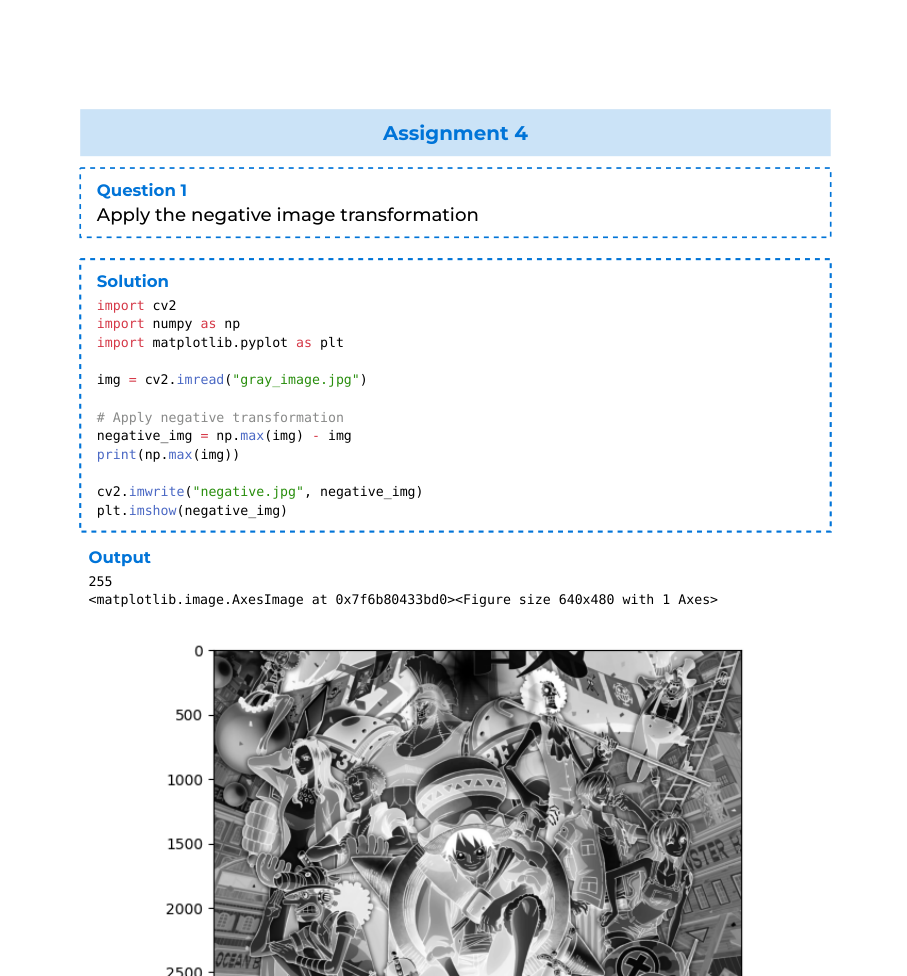 Assignment 4
Question 1
Apply the negative image transformation
Solution
import cv2
import numpy as np
import matplotlib.pyplot as plt
img = cv2.imread("gray_image.jpg")
# Apply negative transformation
negative_img = np.max(img) - img
print(np.max(img))
cv2.imwrite("negative.jpg", negative_img)
plt.imshow(negative_img)
Output
255
<matplotlib.image.AxesImage at 0x7f6b80433bd0><Figure size 640x480 with 1 Axes>
0
500
1000
1500
2000
2500